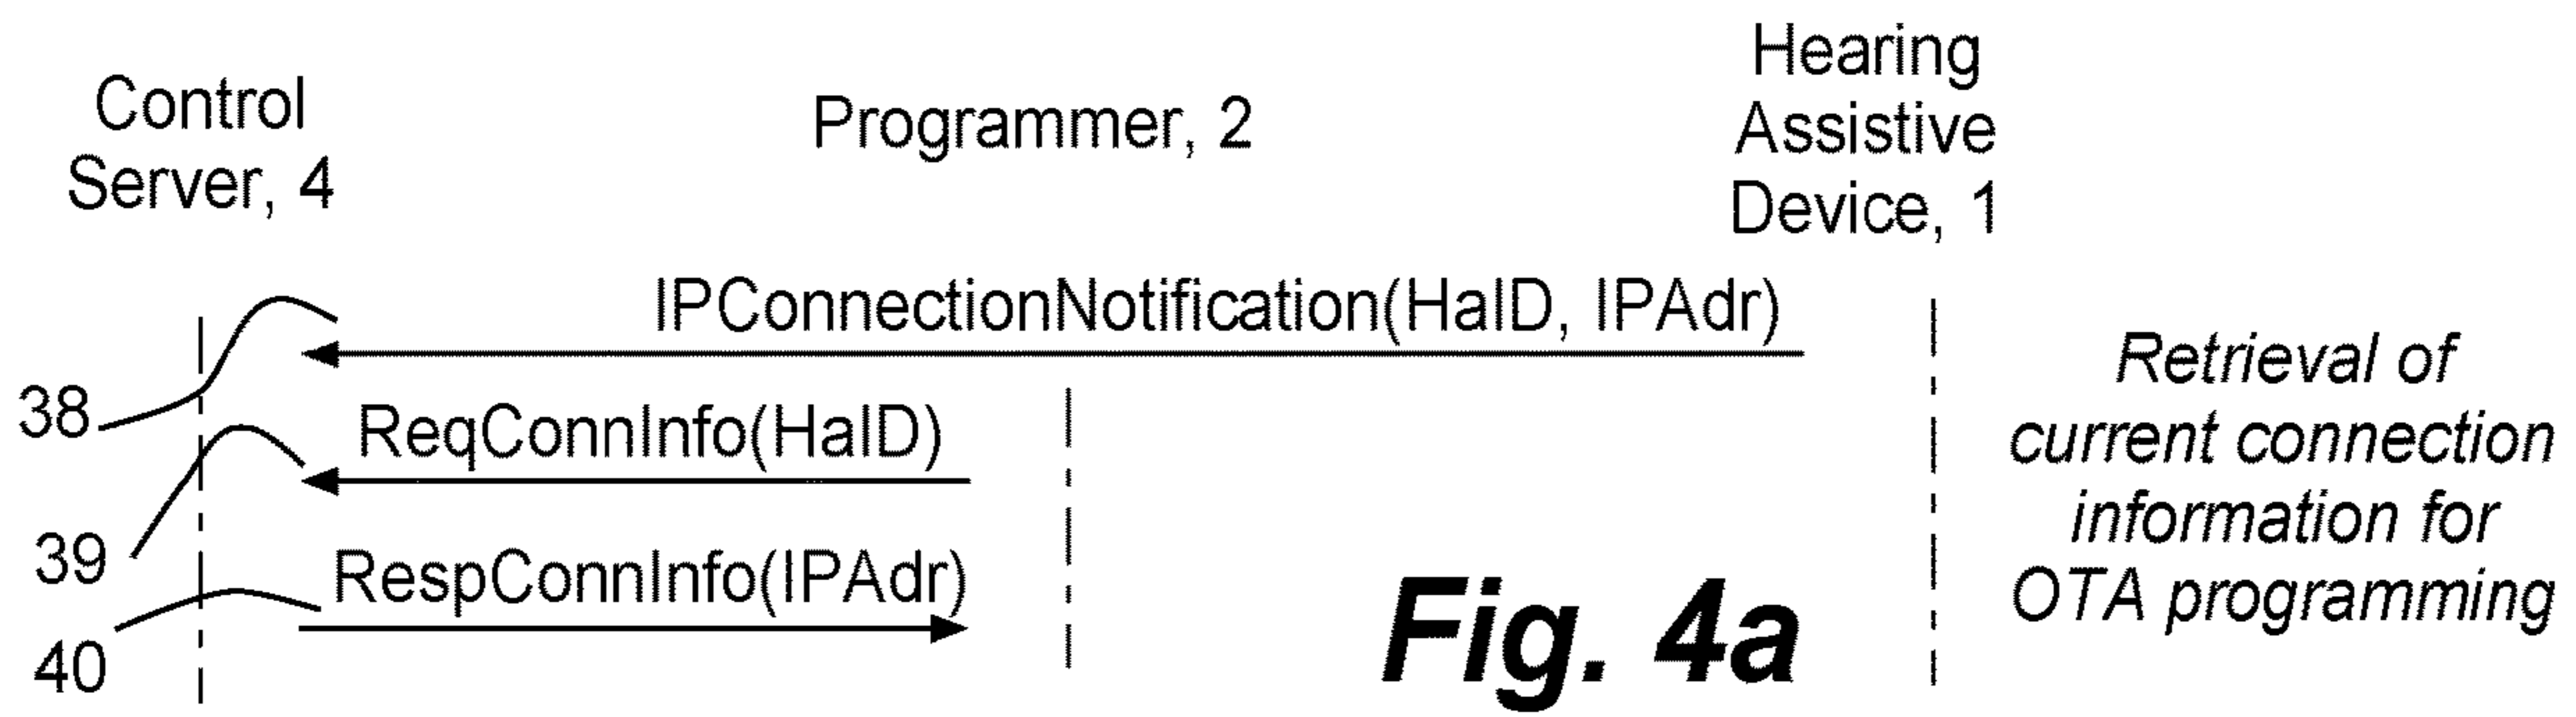 Control
Server, 4
Programmer, 2
Hearing
Assistive
Device, 1
IPConnectionNotification(HaID, IPAdr)
38
ReqConnInfo(HaID)
39
RespConnInfo(IPAdr)
40
Retrieval of
current connection
information for
OTA programming
Fig. 4a